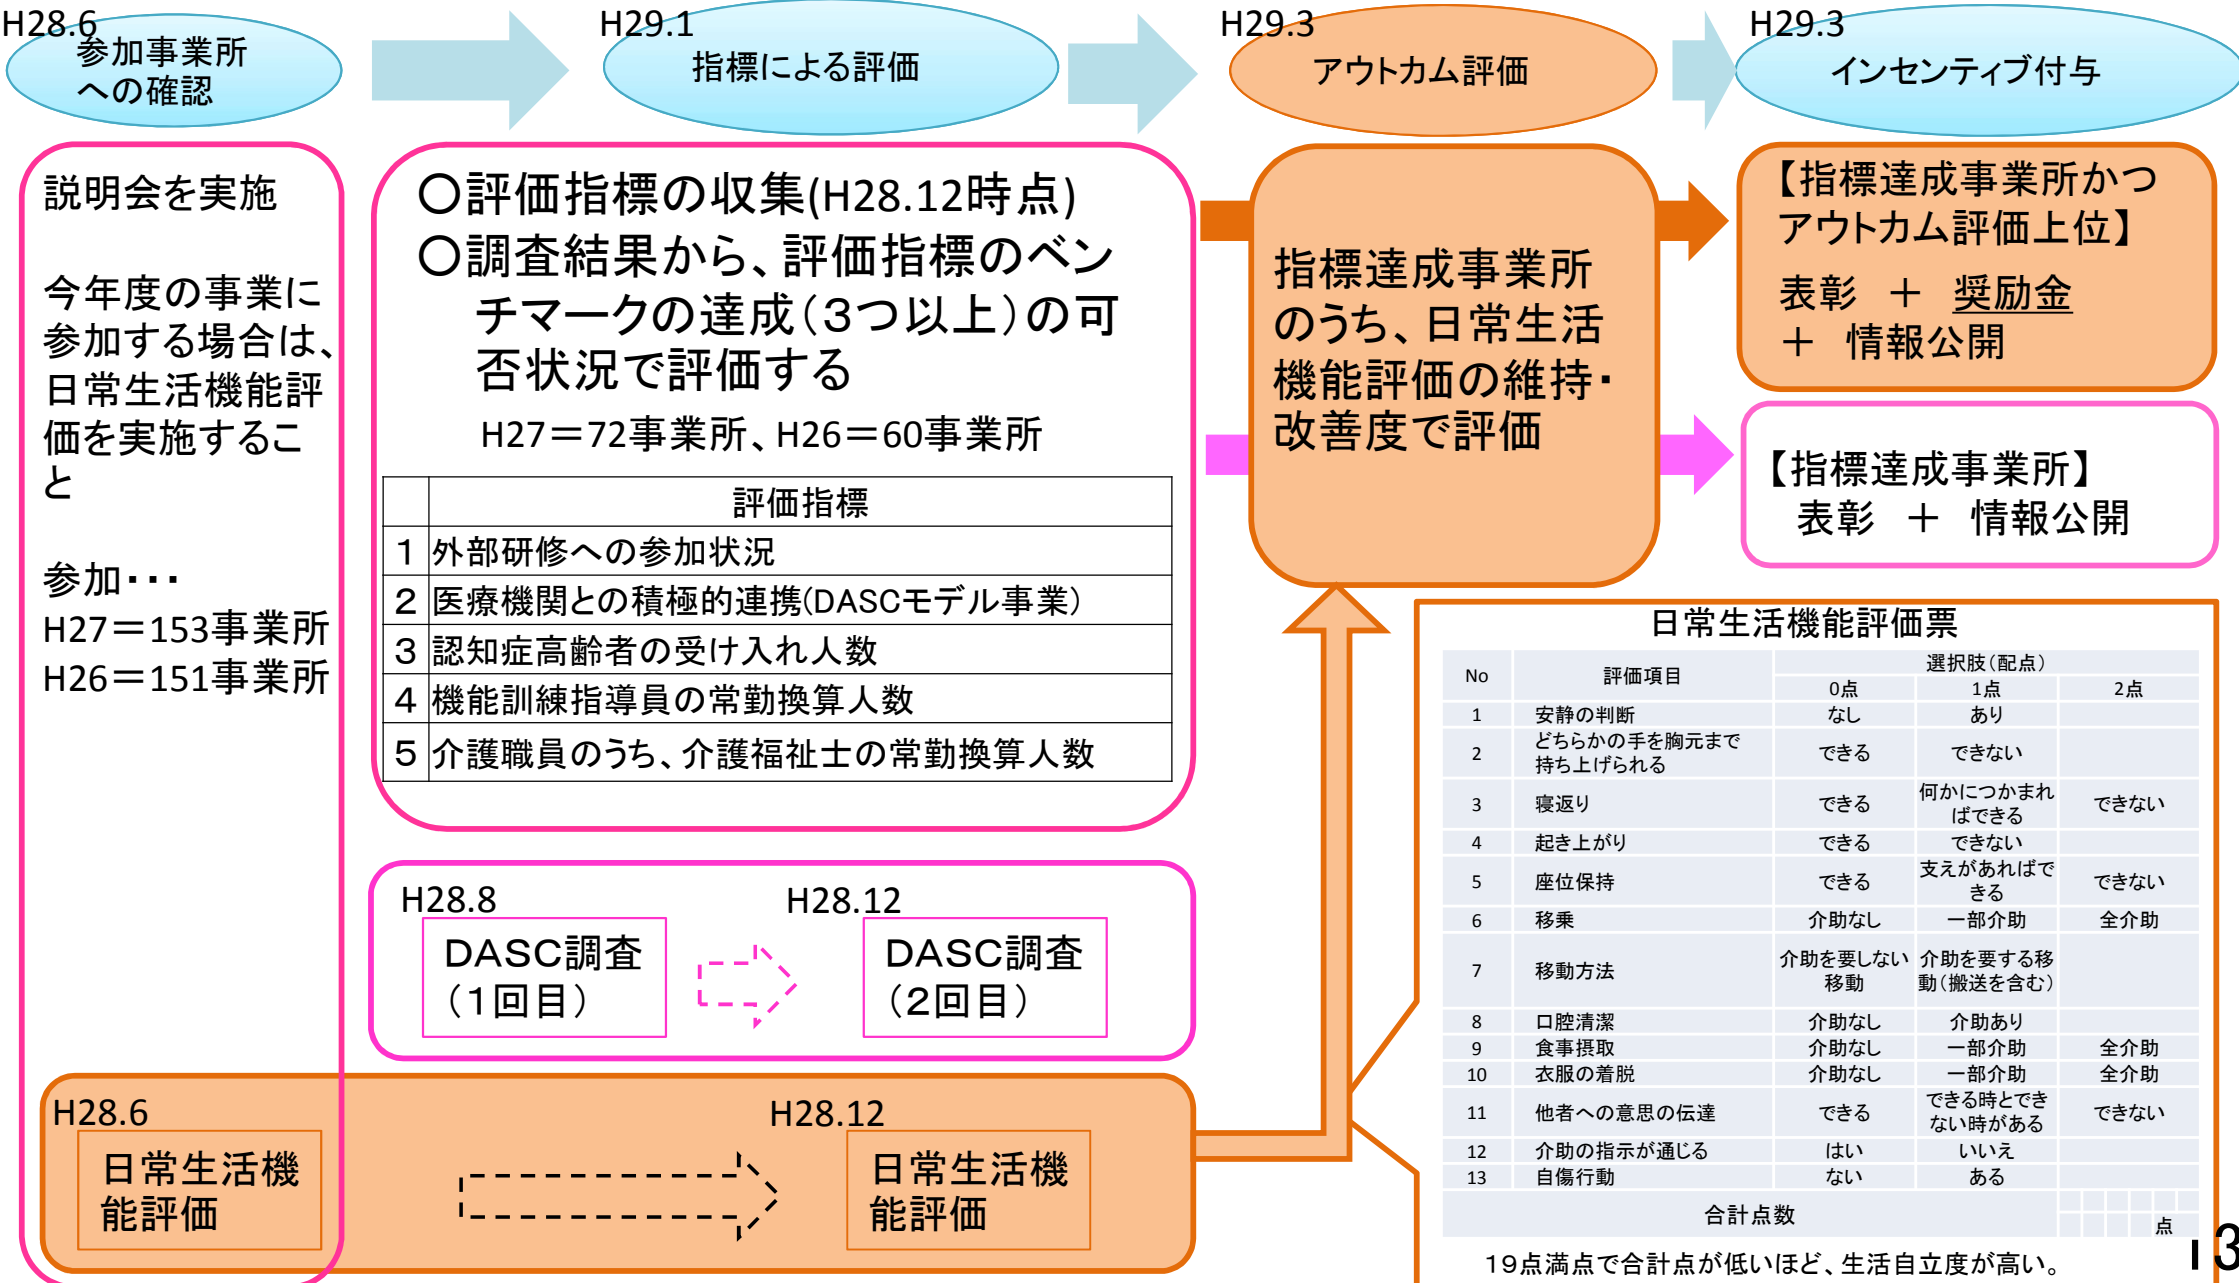 H28.6
参加事業所
への確認
H29.1
指標による評価
H29.3
アウトカム評価
H29.3
インセンティブ付与
説明会を実施
今年度の事業に
参加する場合は、
日常生活機能評
価を実施するこ
と
参加・・・
H27＝153事業所
H26＝151事業所
〇評価指標の収集(H28.12時点)
〇調査結果から、評価指標のベン
チマークの達成（３つ以上）の可
否状況で評価する
H27＝72事業所、H26＝60事業所
評価指標
1 外部研修への参加状況
2 医療機関との積極的連携(DASCモデル事業)
3 認知症高齢者の受け入れ人数
4 機能訓練指導員の常勤換算人数
5 介護職員のうち、介護福祉士の常勤換算人数
指標達成事業所
のうち、日常生活
機能評価の維持・
改善度で評価
【指標達成事業所かつ
アウトカム評価上位】
表彰　＋　奨励金
＋　情報公開
【指標達成事業所】
表彰　＋　情報公開
H28.8
DASC調査
（１回目）
H28.12
DASC調査
（２回目）
H28.6
日常生活機
能評価
H28.12
日常生活機
能評価
日常生活機能評価票
No 評価項目 選択肢（配点）
0点 1点 2点
1 安静の判断 なし あり
2 どちらかの手を胸元まで
持ち上げられる できる できない
3 寝返り できる 何かにつかまれ
ばできる できない
4 起き上がり できる できない
5 座位保持 できる 支えがあればで
きる できない
6 移乗 介助なし 一部介助 全介助
7 移動方法 介助を要しない
移動 介助を要する移
動（搬送を含む）
8 口腔清潔 介助なし 介助あり
9 食事摂取 介助なし 一部介助 全介助
10 衣服の着脱 介助なし 一部介助 全介助
11 他者への意思の伝達 できる できる時とでき
ない時がある できない
12 介助の指示が通じる はい いいえ
13 自傷行動 ない ある
合計点数
点
19点満点で合計点が低いほど、生活自立度が高い。
13